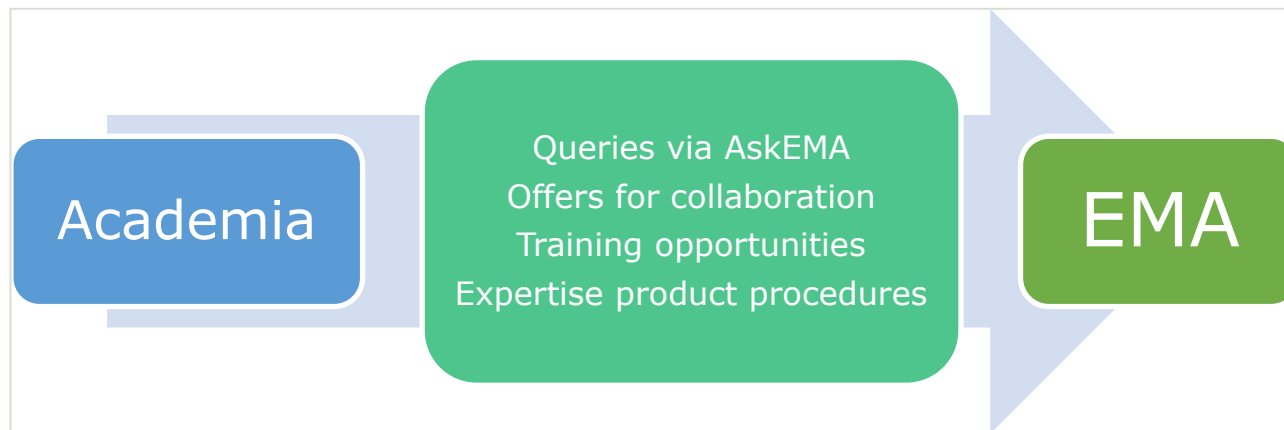 Academia
Queries via AskEMA
Offers for collaboration
Training opportunities
Expertise product procedures
EMA